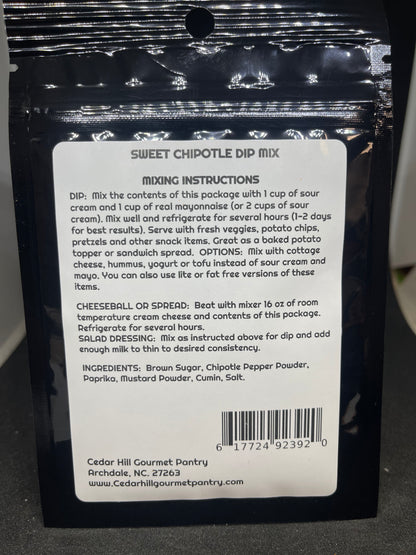 SWEET CHIPOTLE DIP MIX
MIXING INSTRUCTIONS
DIP: Mix the contents of this package with 1 cup of sour
cream and 1 cup of real mayonnaise (or 2 cups of sour
cream). Mix well and refrigerate for several hours (1-2 days
for best results). Serve with fresh veggies, potato chips,
pretzels and other snack items. Great as a baked potato
topper or sandwich spread. OPTIONS: Mix with cottage
cheese, hummus, yogurt or tofu instead of sour cream and
mayo. You can also use lite or fat free versions of these
items.
CHEESEBALL OR SPREAD: Beat with mixer 16 oz of room
temperature cream cheese and contents of this package.
Refrigerate for several hours.
SALAD DRESSING: Mix as instructed above for dip and add
enough milk to thin to desired consistency.
INGREDIENTS: Brown Sugar, Chipotle Pepper Powder,
Paprika, Mustard Powder, Cumin, Salt.
6 17724 92392 0
Cedar Hill Gourmet Pantry
Archdale, NC. 27263
www.Cedarhillgourmetpantry.com